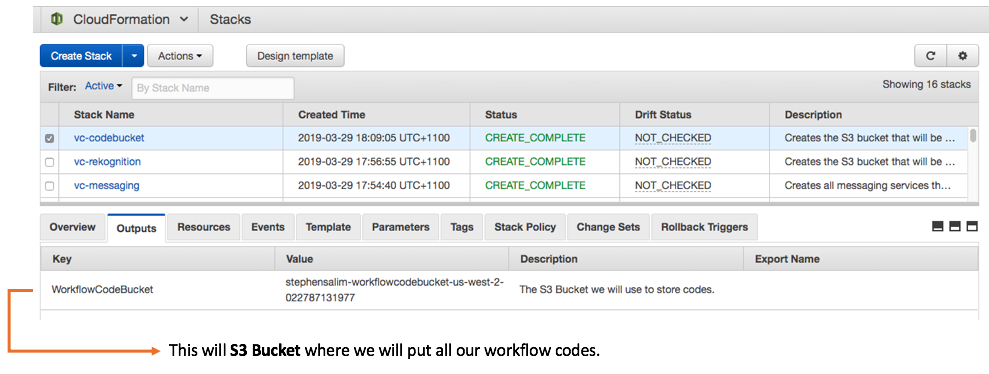 CloudFormation Stacks
Create Stack Actions Design template
Filter: Active By Stack Name Showing 16 stacks
Stack Name Created Time Status Drift Status Description
vc-codebucket 2019-03-29 18:09:05 UTC+1100 CREATE_COMPLETE NOT_CHECKED Creates the S3 bucket that will be ...
vc-rekognition 2019-03-29 17:56:55 UTC+1100 CREATE_COMPLETE NOT_CHECKED Creates the S3 bucket that will be ...
vc-messaging 2019-03-29 17:54:40 UTC+1100 CREATE_COMPLETE NOT_CHECKED Creates all messaging services th...
Overview Outputs Resources Events Template Parameters Tags Stack Policy Change Sets Rollback Triggers
Key Value Description Export Name
WorkflowCodeBucket stephensalim-workflowcodebucket-us-west-2- The S3 Bucket we will use to store codes.
022787131977
This will S3 Bucket where we will put all our workflow codes.